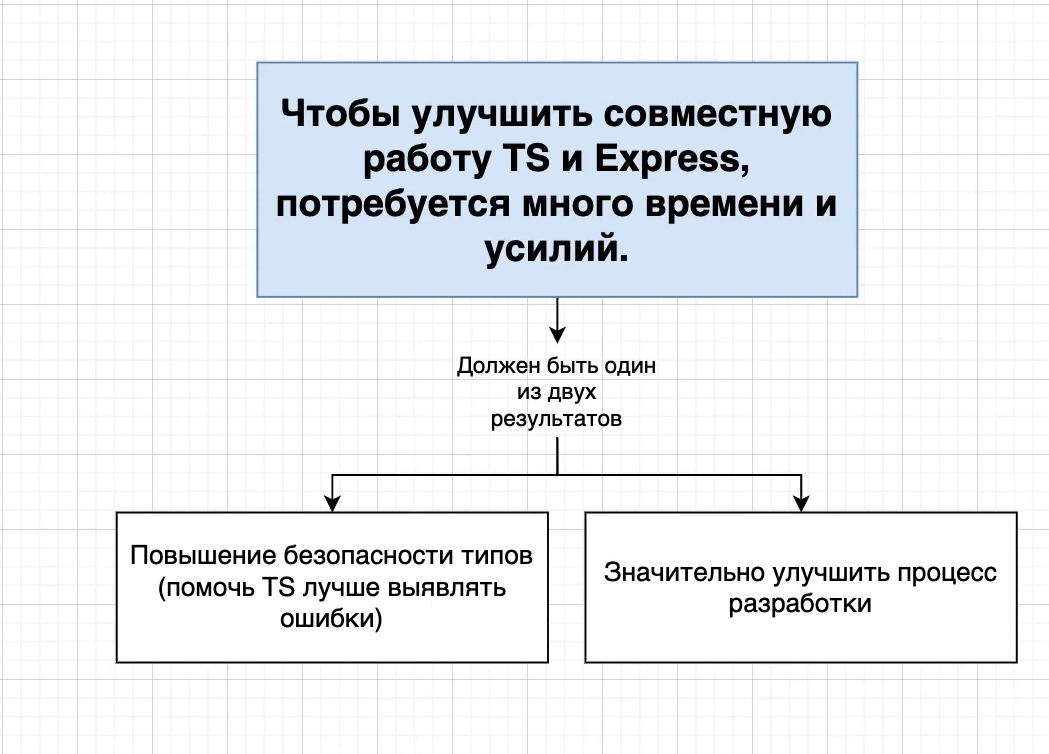 Чтобы улучшить совместную
работу TS и Express,
потребуется много времени и
усилий.
Должен быть один
из двух
результатов
Повышение безопасности типов
(помочь TS лучше выявлять
ошибки)
Значительно улучшить процесс
разработки